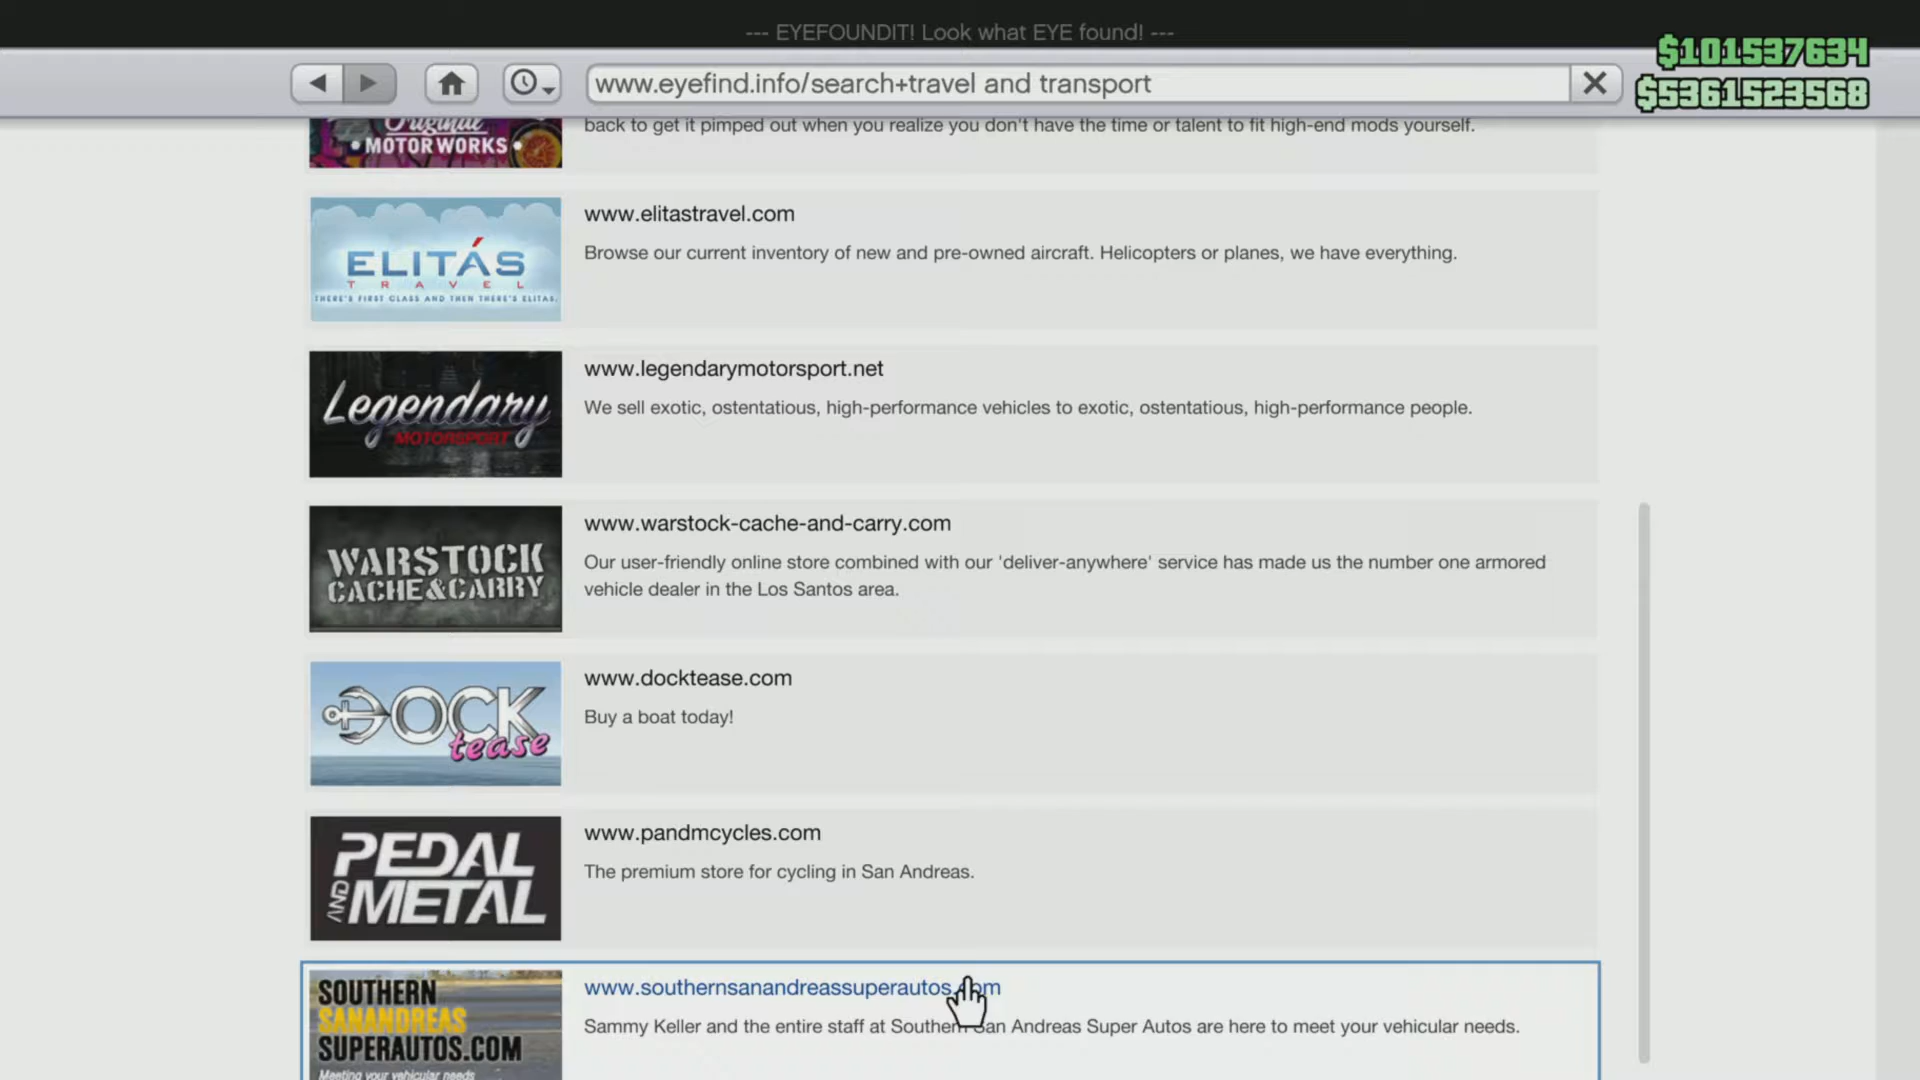 --- EYEFOUNDIT! Look what EYE found! ---
$101537634
www.eyefind.info/search+travel and transport
$5361523568
Original
MOTORWORKS
back to get it pimped out when you realize you don't have the time or talent to fit high-end mods yourself.
ELITÁS
TRAVEL
THERE'S FIRST CLASS AND THEN THERE'S ELITAS.
www.elitastravel.com
Browse our current inventory of new and pre-owned aircraft. Helicopters or planes, we have everything.
Legendary
MOTORSPORT
www.legendarymotorsport.net
We sell exotic, ostentatious, high-performance vehicles to exotic, ostentatious, high-performance people.
WARSTOCK
CACHE&CARRY
www.warstock-cache-and-carry.com
Our user-friendly online store combined with our 'deliver-anywhere' service has made us the number one armored
vehicle dealer in the Los Santos area.
DOCK
tease
www.docktease.com
Buy a boat today!
PEDAL
AND METAL
www.pandmcycles.com
The premium store for cycling in San Andreas.
SOUTHERN
SANANDREAS
SUPERAUTOS.COM
Meeting your vehicular needs
www.southernsanandreassuperautos.com
Sammy Keller and the entire staff at Southern San Andreas Super Autos are here to meet your vehicular needs.